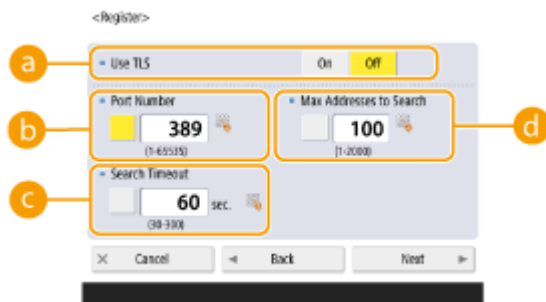 <Register>
a
Use TLS On Off
b
Port Number
389
(1-65535)
Max Addresses to Search
100
(1-2000)
d
c
Search Timeout
60 sec.
(30-300)
× Cancel ◄ Back Next ►